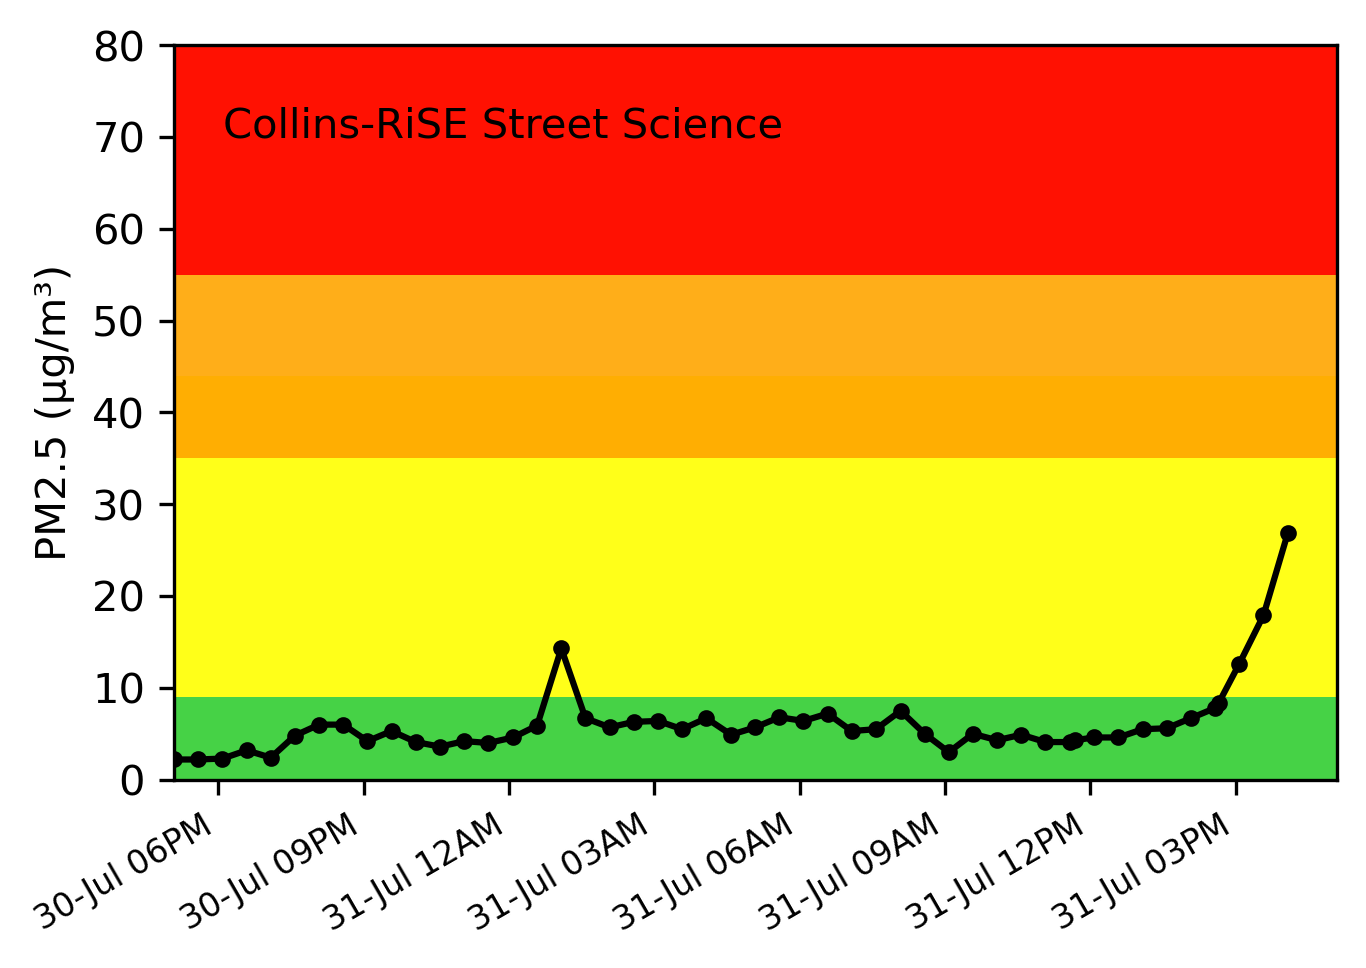 80
Collins-RiSE Street Science
70
60
50
40
30
20
10
0
PM2.5 (µg/m³)
30-Jul 06PM
30-Jul 09PM
31-Jul 12AM
31-Jul 03AM
31-Jul 06AM
31-Jul 09AM
31-Jul 12PM
31-Jul 03PM